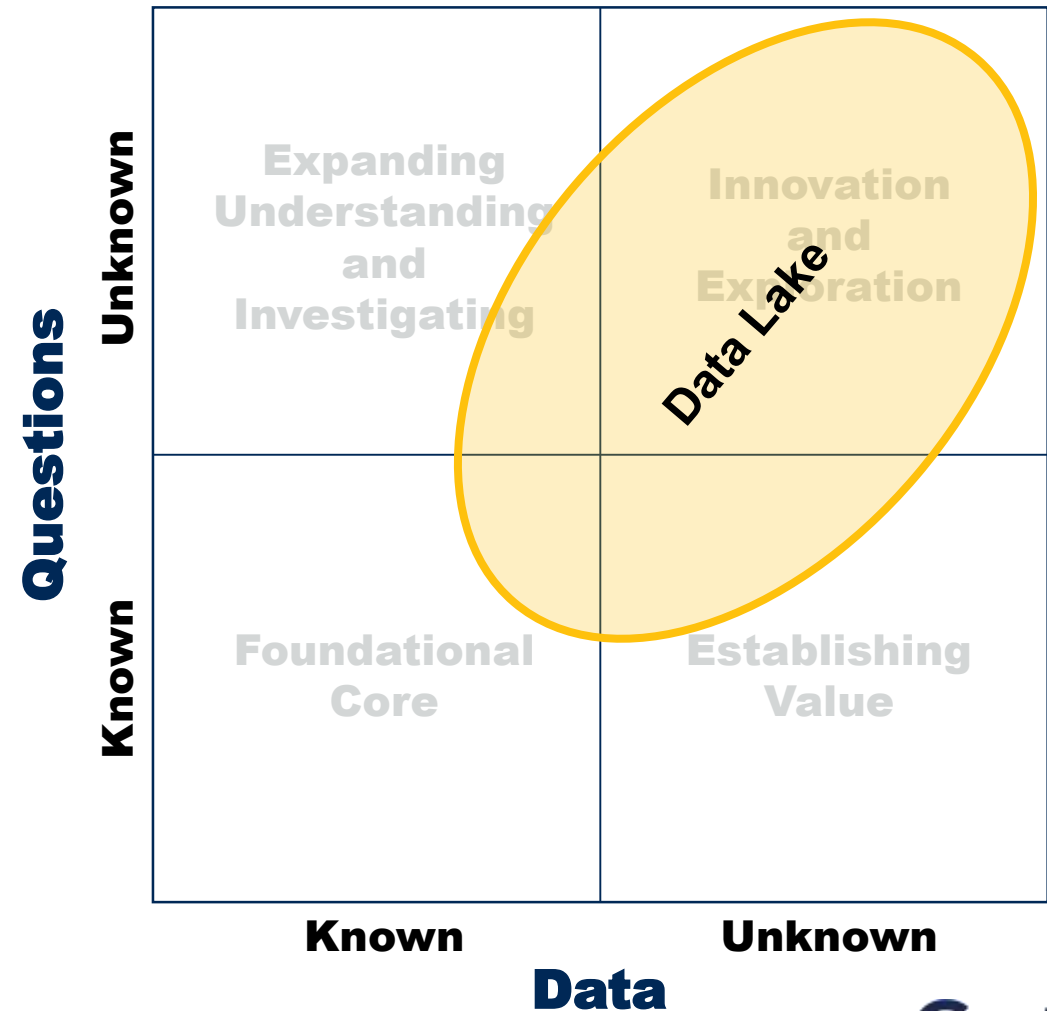 Questions
Unknown
Known
Expanding
Understanding
and
Investigating
Innovation
and
Exploration
Data Lake
Foundational
Core
Establishing
Value
Known
Unknown
Data